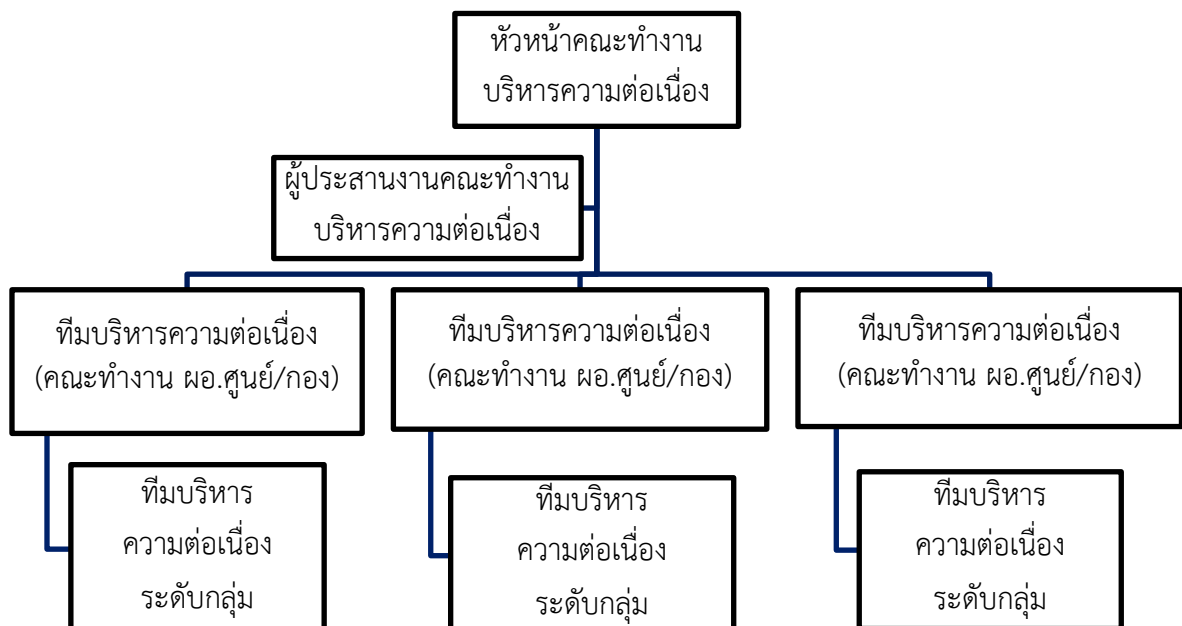 หัวหน้าคณะทำงาน
บริหารความต่อเนื่อง
ผู้ประสานงานคณะทำงาน
บริหารความต่อเนื่อง
ทีมบริหารความต่อเนื่อง
(คณะทำงาน ผอ.ศูนย์/กอง)
ทีมบริหารความต่อเนื่อง
(คณะทำงาน ผอ.ศูนย์/กอง)
ทีมบริหารความต่อเนื่อง
(คณะทำงาน ผอ.ศูนย์/กอง)
ทีมบริหาร
ความต่อเนื่อง
ระดับกลุ่ม
ทีมบริหาร
ความต่อเนื่อง
ระดับกลุ่ม
ทีมบริหาร
ความต่อเนื่อง
ระดับกลุ่ม